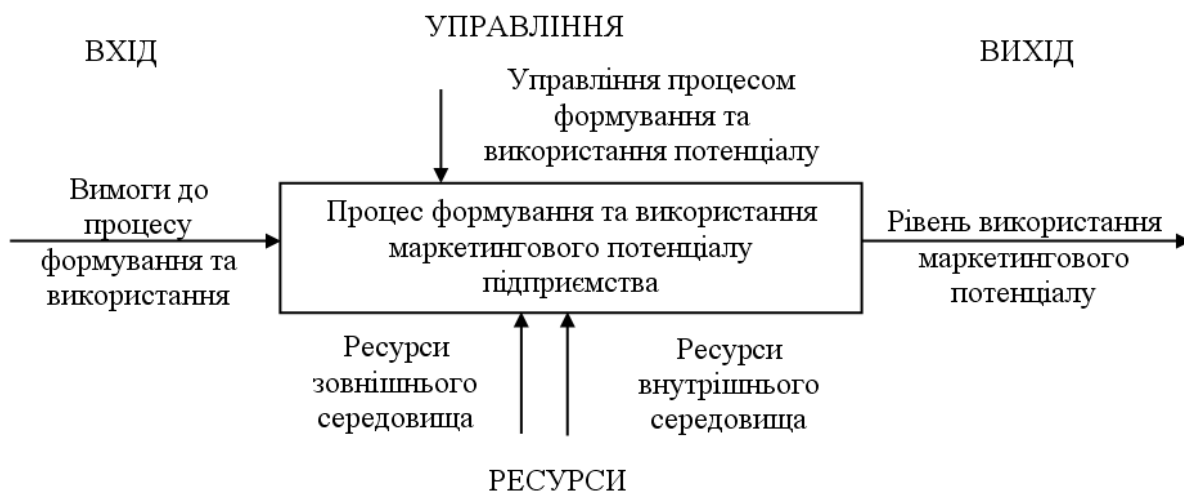 УПРАВЛІННЯ
ВХІД
ВИХІД
Управління процесом
формування та
використання потенціалу
Вимоги до
процесу
формування та
використання
Процес формування та використання
маркетингового потенціалу
підприємства
Рівень використання
маркетингового
потенціалу
Ресурси
зовнішнього
середовища
Ресурси
внутрішнього
середовища
РЕСУРСИ